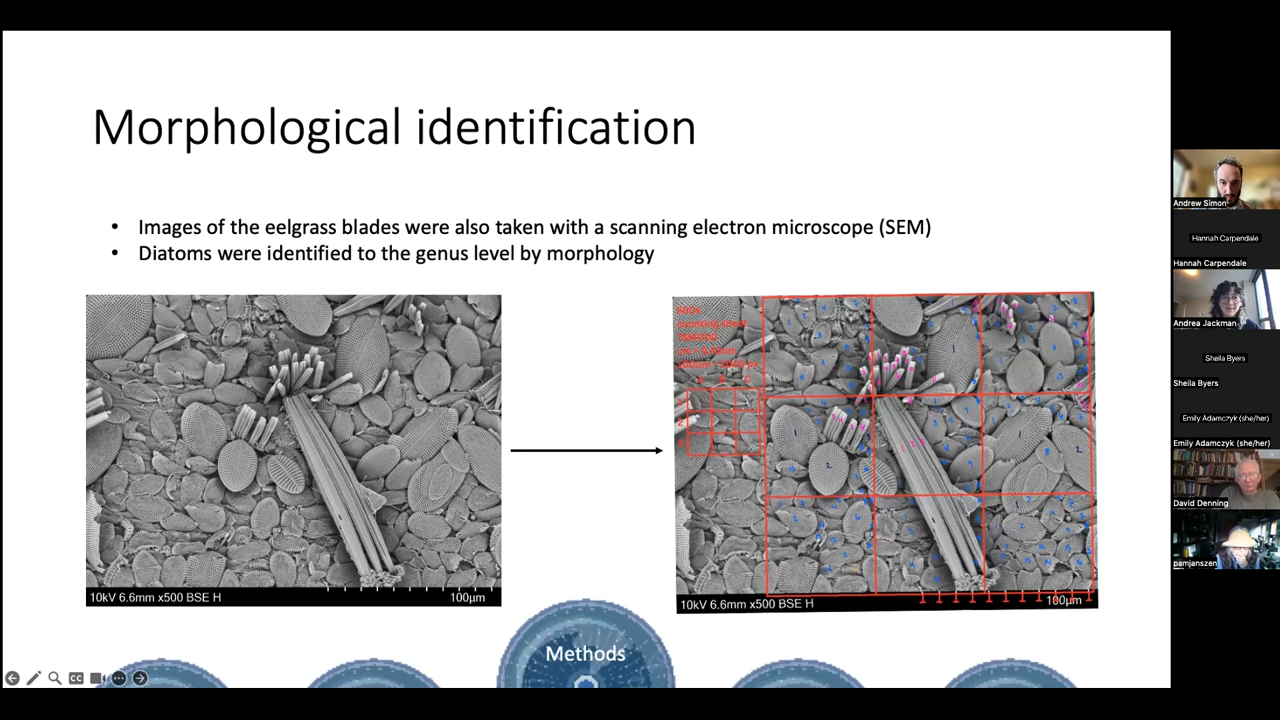 Morphological identification
• Images of the eelgrass blades were also taken with a scanning electron microscope (SEM)
• Diatoms were identified to the genus level by morphology
10kV 6.6mm x500 BSE H 100µm
10kV 6.6mm x500 BSE H 100µm
Methods
CC
Andrew Simon
Hannah Carpendale
Hannah Carpendale
Andrea Jackman
Sheila Byers
Sheila Byers
Emily Adamczyk (she/her)
Emily Adamczyk (she/her)
David Denning
pamjanszen